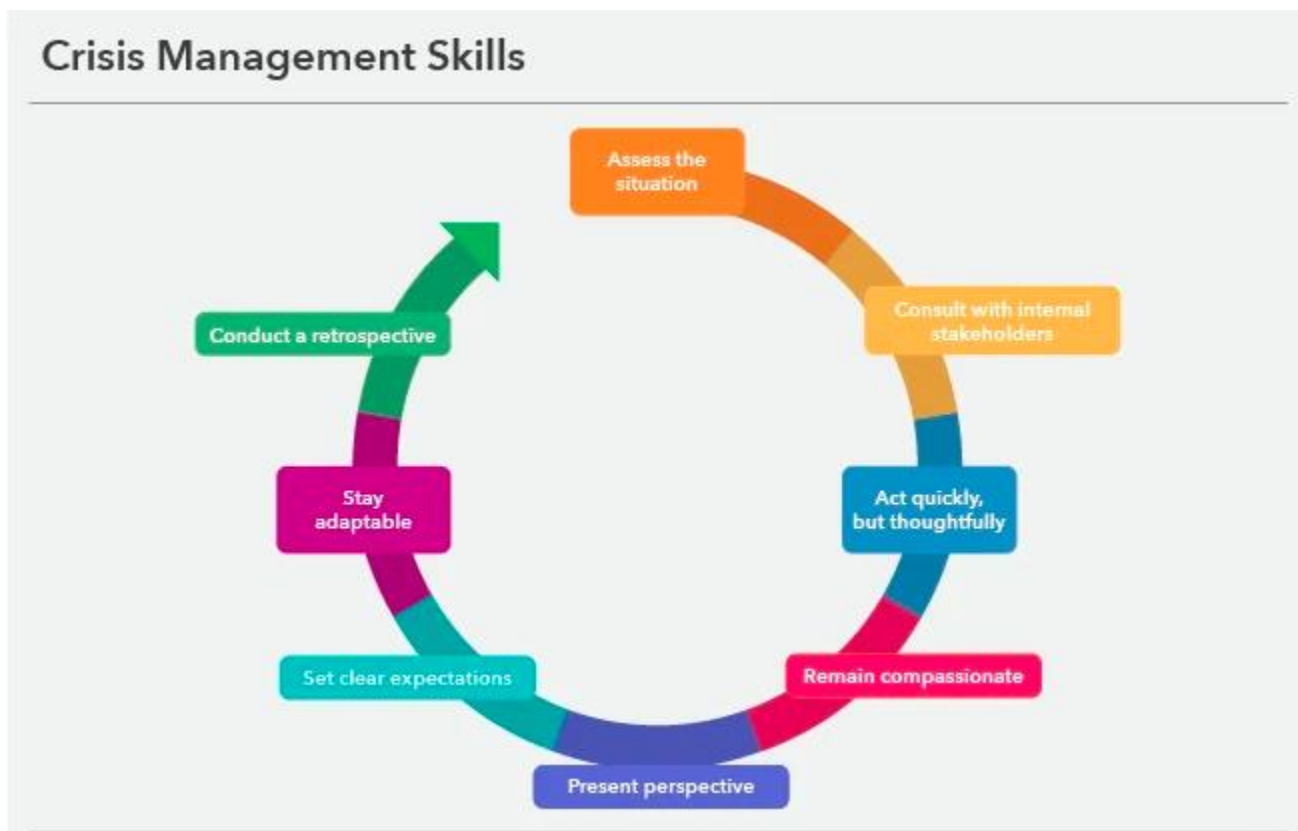 Crisis Management Skills
Assess the
situation
Consult with internal
stakeholders
Act quickly,
but thoughtfully
Remain compassionate
Present perspective
Set clear expectations
Stay
adaptable
Conduct a retrospective